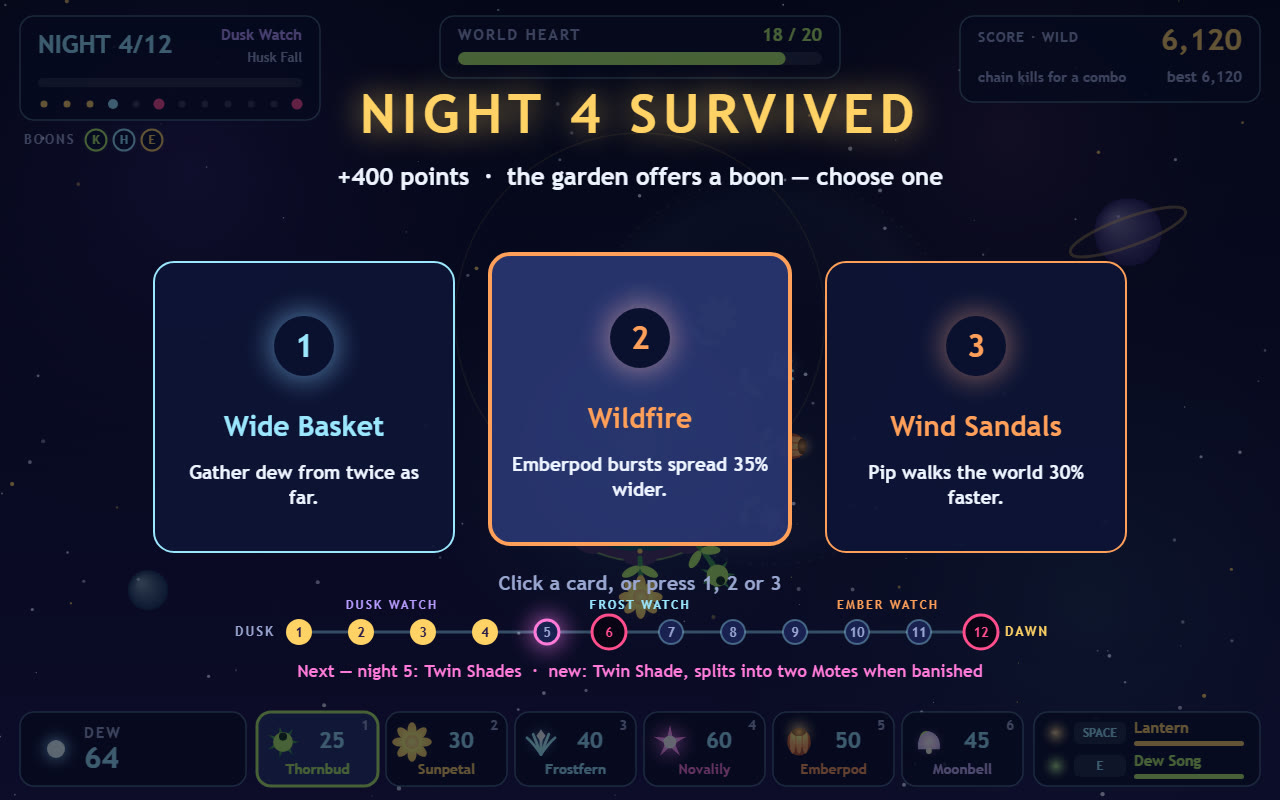 NIGHT 4/12
Dusk Watch
Husk Fall
WORLD HEART
18 / 20
SCORE · WILD
6,120
chain kills for a combo
best 6,120
BOONS
K
H
E
NIGHT 4 SURVIVED
+400 points · the garden offers a boon — choose one
1
Wide Basket
Gather dew from twice as
far.
2
Wildfire
Emberpod bursts spread 35%
wider.
3
Wind Sandals
Pip walks the world 30%
faster.
Click a card, or press 1, 2 or 3
DUSK WATCH
FROST WATCH
EMBER WATCH
DUSK 1 2 3 4 5 6 7 8 9 10 11 12 DAWN
Next — night 5: Twin Shades · new: Twin Shade, splits into two Motes when banished
DEW
64
1
25
Thornbud
2
30
Sunpetal
3
40
Frostfern
4
60
Novalily
5
50
Emberpod
6
45
Moonbell
SPACE
Lantern
E
Dew Song